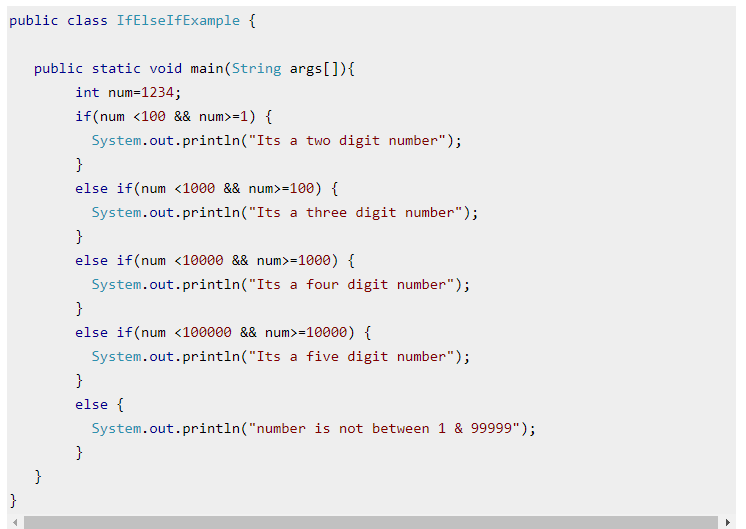 public class IfElseIfExample {
public static void main(String args[]){
int num=1234;
if(num <100 && num>=1) {
System.out.println("Its a two digit number");
}
else if(num <1000 && num>=100) {
System.out.println("Its a three digit number");
}
else if(num <10000 && num>=1000) {
System.out.println("Its a four digit number");
}
else if(num <100000 && num>=10000) {
System.out.println("Its a five digit number");
}
else {
System.out.println("number is not between 1 & 99999");
}
}
}